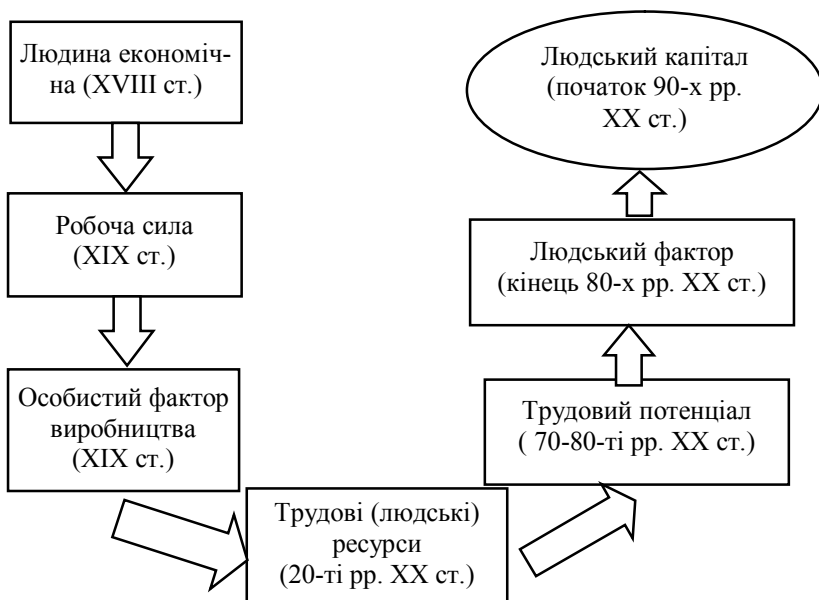 Людина економіч-
на (XVIII ст.)
Робоча сила
(XIX ст.)
Особистий фактор
виробництва
(XIX ст.)
Трудові (людські)
ресурси
(20-ті рр. XX ст.)
Трудовий потенціал
( 70-80-ті рр. XX ст.)
Людський фактор
(кінець 80-х рр. XX ст.)
Людський капітал
(початок 90-х рр.
XX ст.)